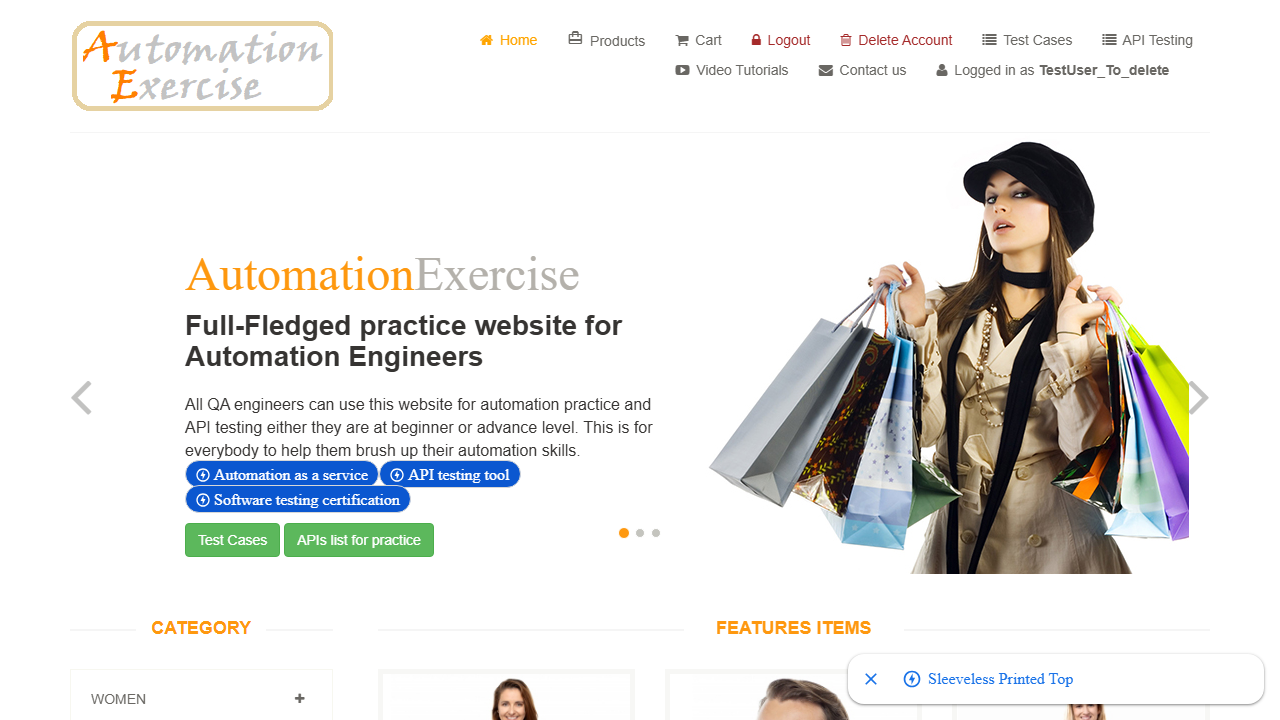 Automation
Exercise
Home
Products
Cart
Logout
Delete Account
Test Cases
API Testing
Video Tutorials
Contact us
Logged in as TestUser_To_delete
AutomationExercise
Full-Fledged practice website for
Automation Engineers
All QA engineers can use this website for automation practice and
API testing either they are at beginner or advance level. This is for
everybody to help them brush up their automation skills.
Automation as a service
API testing tool
Software testing certification
Test Cases
APIs list for practice
CATEGORY
FEATURES ITEMS
WOMEN
Sleeveless Printed Top